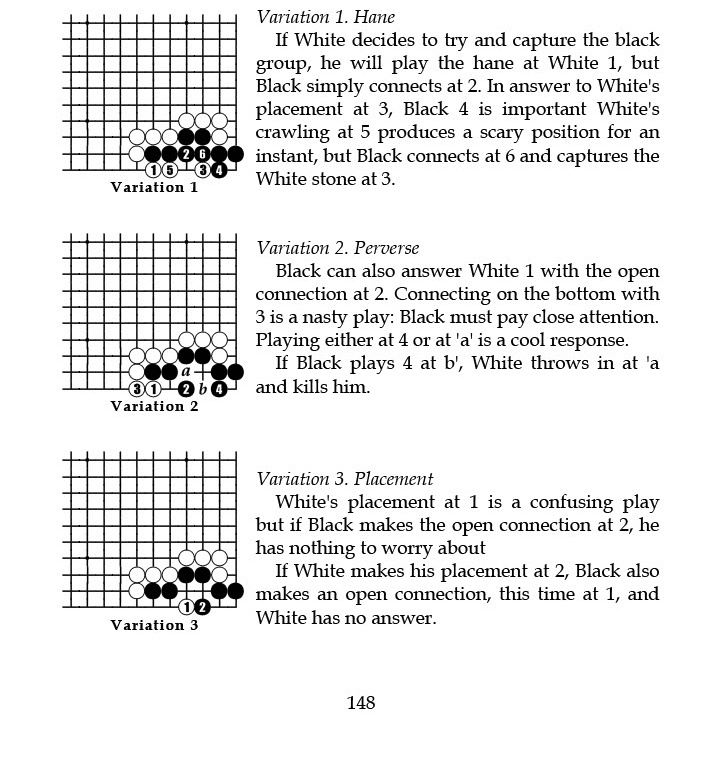 Variation 1. Hane
If White decides to try and capture the black
group, he will play the hane at White 1, but
Black simply connects at 2. In answer to White's
placement at 3, Black 4 is important White's
crawling at 5 produces a scary position for an
instant, but Black connects at 6 and captures the
White stone at 3.
2 6
1 5 3 4
Variation 1
Variation 2. Perverse
Black can also answer White 1 with the open
connection at 2. Connecting on the bottom with
3 is a nasty play: Black must pay close attention.
Playing either at 4 or at 'a' is a cool response.
If Black plays 4 at b', White throws in at 'a
and kills him.
a
3 1 2 b 4
Variation 2
Variation 3. Placement
White's placement at 1 is a confusing play
but if Black makes the open connection at 2, he
has nothing to worry about
If White makes his placement at 2, Black also
makes an open connection, this time at 1, and
White has no answer.
1 2
Variation 3
148